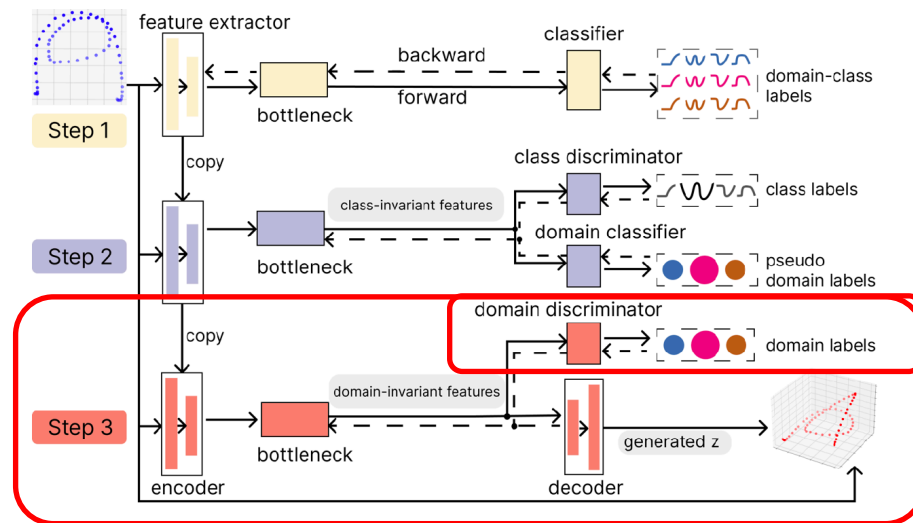 feature extractor
classifier
backward
forward
domain-class
labels
bottleneck
Step 1
copy
class discriminator
class-invariant features
class labels
Step 2
domain classifier
bottleneck
pseudo
domain labels
domain discriminator
copy
domain labels
domain-invariant features
Step 3
generated z
bottleneck
encoder
decoder